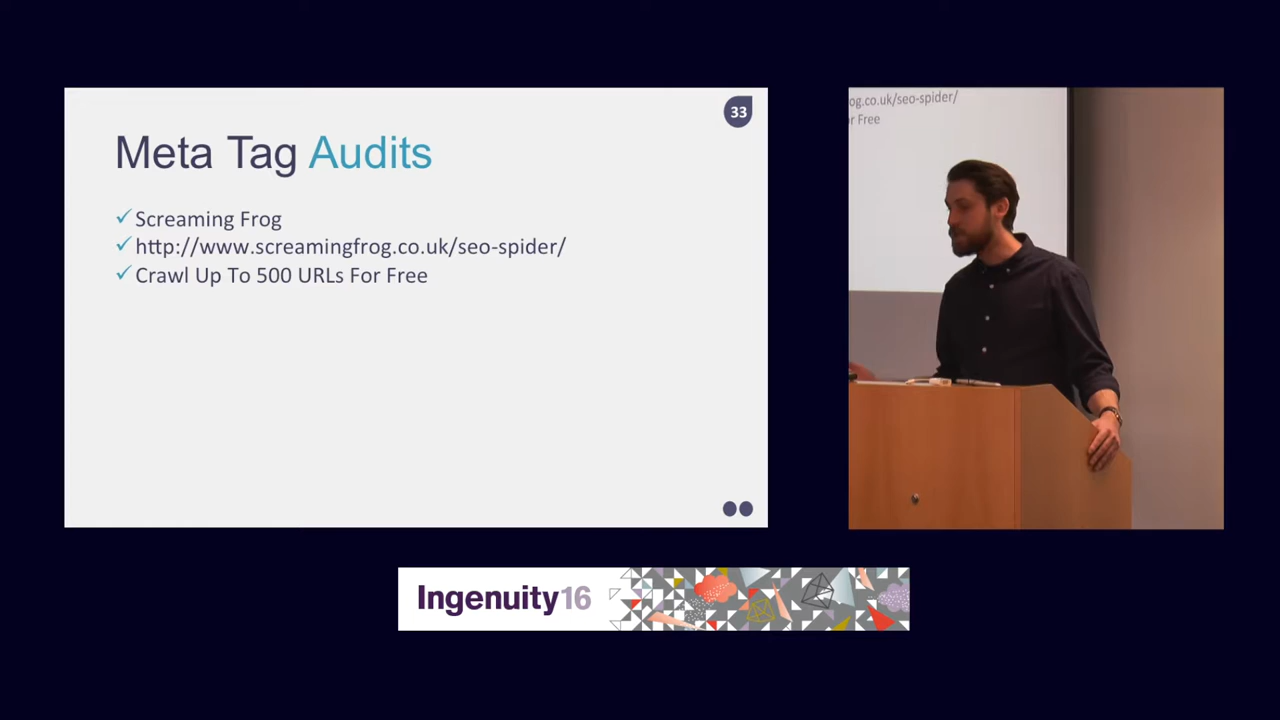 33
Meta Tag Audits
Screaming Frog
http://www.screamingfrog.co.uk/seo-spider/
Crawl Up To 500 URLs For Free
og.co.uk/seo-spider/
r Free
Ingenuity16